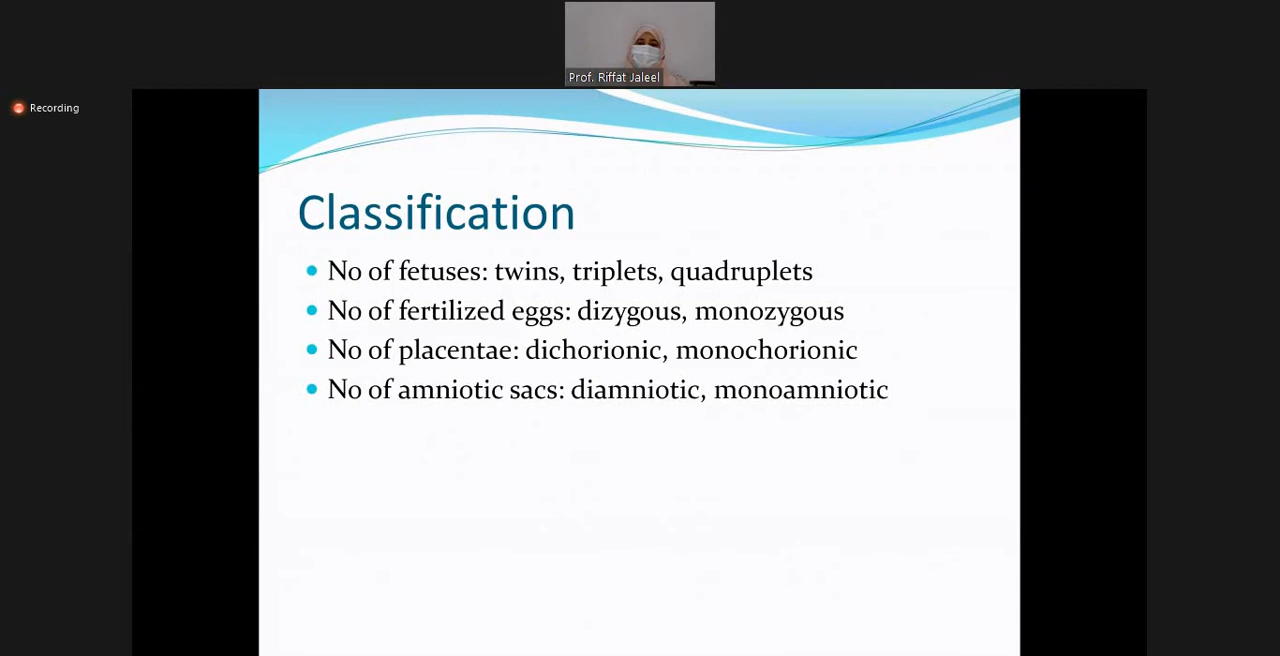 Prof. Riffat Jaleel
Recording
Classification
No of fetuses: twins, triplets, quadruplets
No of fertilized eggs: dizygous, monozygous
No of placentae: dichorionic, monochorionic
No of amniotic sacs: diamniotic, monoamniotic